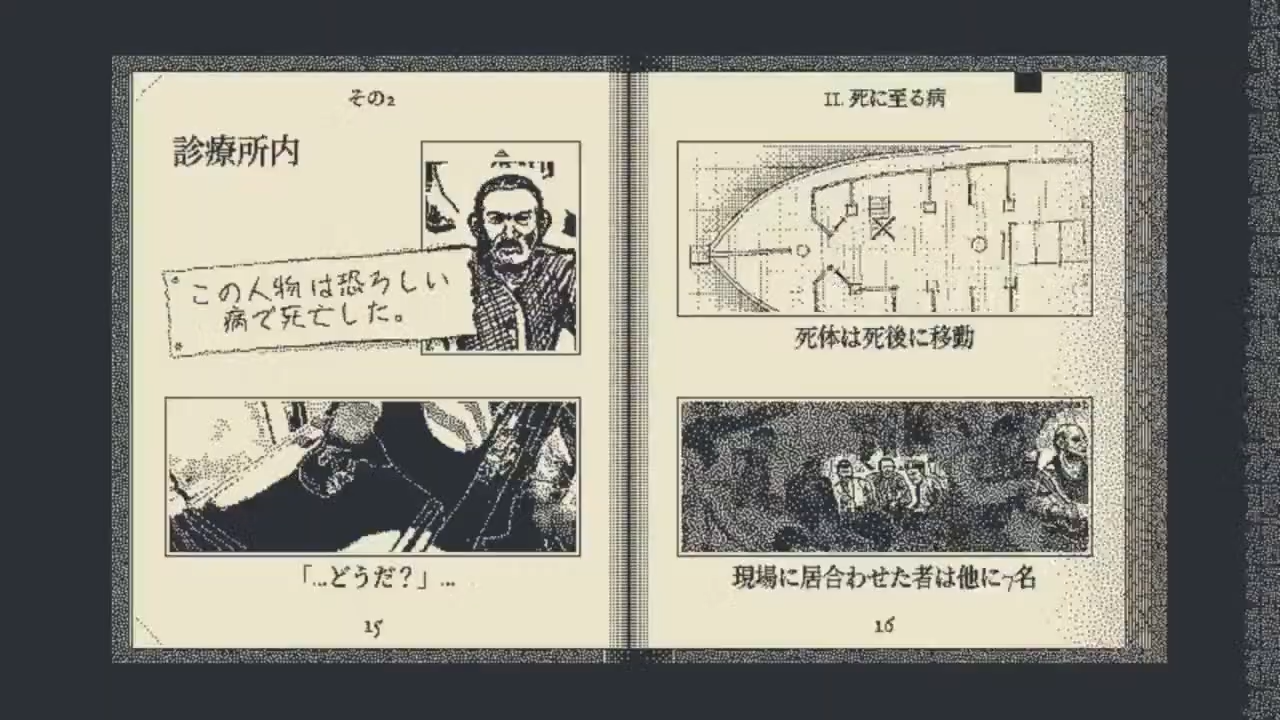 その2
診療所内
この人物は恐ろしい
病で死亡した。
「...どうだ?」...
15
II. 死に至る病
死体は死後に移動
現場に居合わせた者は他に7名
16